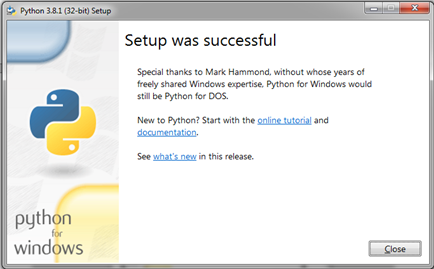 Python 3.8.1 (32-bit) Setup
Setup was successful
Special thanks to Mark Hammond, without whose years of
freely shared Windows expertise, Python for Windows would
still be Python for DOS.
New to Python? Start with the online tutorial and
documentation.
See what's new in this release.
python
for
windows
Close